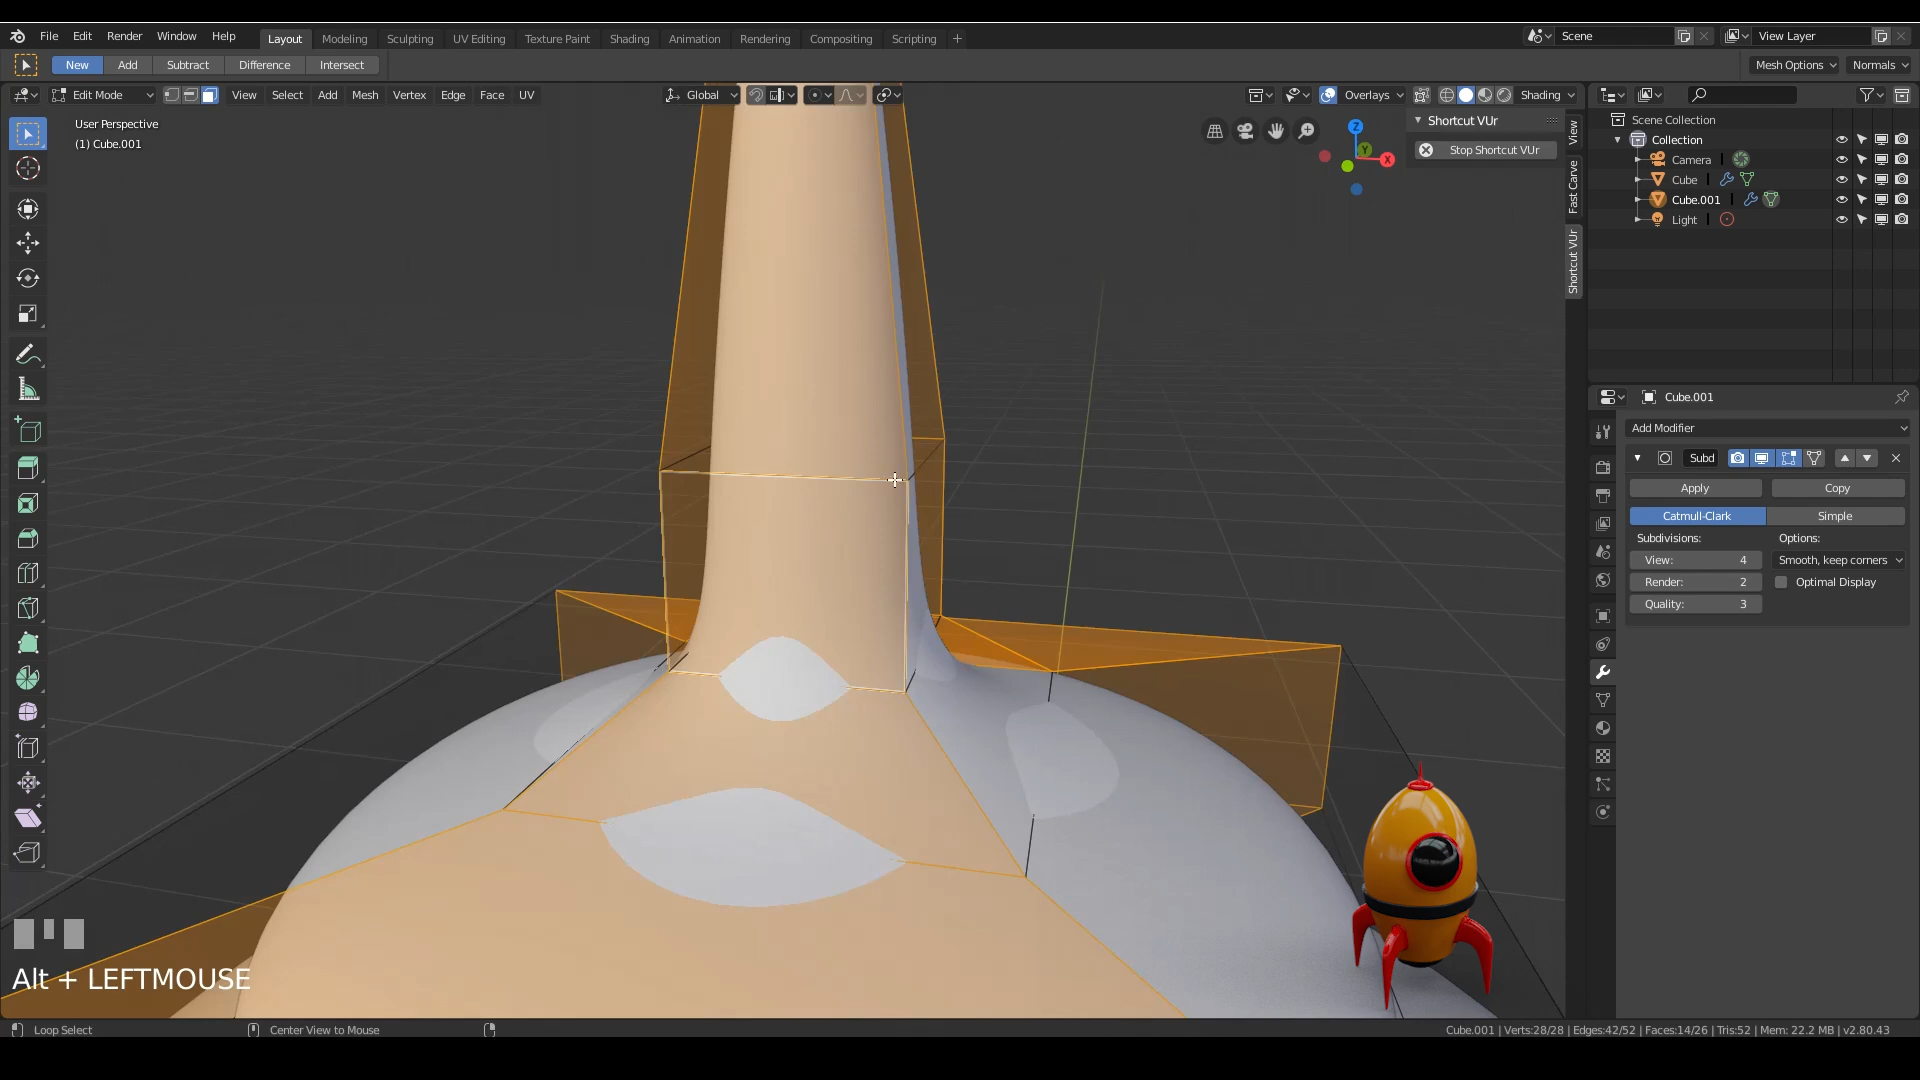 File Edit Render Window Help Layout Modeling Sculpting UV Editing Texture Paint Shading Animation Rendering Compositing Scripting + Scene View Layer
New Add Subtract Difference Intersect Mesh Options Normals
Edit Mode View Select Add Mesh Vertex Edge Face UV Global Overlays Shading
User Perspective
(1) Cube.001
Z
Y
X
Shortcut VUr
Stop Shortcut VUr
View
Fast Carve
Shortcut VUr
Scene Collection
Collection
Camera
Cube
Cube.001
Light
Cube.001
Add Modifier
Subd
Apply Copy
Catmull-Clark Simple
Subdivisions: Options:
View: 4 Smooth, keep corners
Render: 2 Optimal Display
Quality: 3
Alt + LEFTMOUSE
Loop Select Center View to Mouse Cube.001 | Verts:28/28 | Edges:42/52 | Faces:14/26 | Tris:52 | Mem: 22.2 MB | v2.80.43